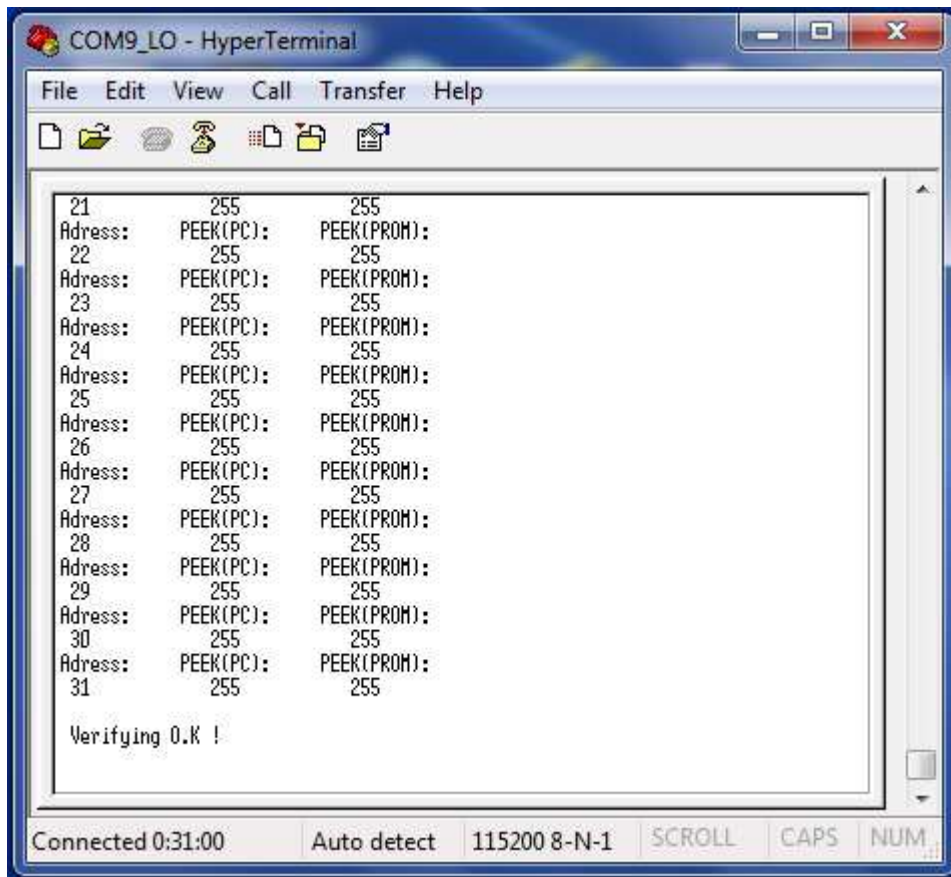 COM9_LO - HyperTerminal
File Edit View Call Transfer Help
21 255 255
Adress: PEEK(PC): PEEK(PROM):
22 255 255
Adress: PEEK(PC): PEEK(PROM):
23 255 255
Adress: PEEK(PC): PEEK(PROM):
24 255 255
Adress: PEEK(PC): PEEK(PROM):
25 255 255
Adress: PEEK(PC): PEEK(PROM):
26 255 255
Adress: PEEK(PC): PEEK(PROM):
27 255 255
Adress: PEEK(PC): PEEK(PROM):
28 255 255
Adress: PEEK(PC): PEEK(PROM):
29 255 255
Adress: PEEK(PC): PEEK(PROM):
30 255 255
Adress: PEEK(PC): PEEK(PROM):
31 255 255
Verifying O.K !
Connected 0:31:00 Auto detect 115200 8-N-1 SCROLL CAPS NUM